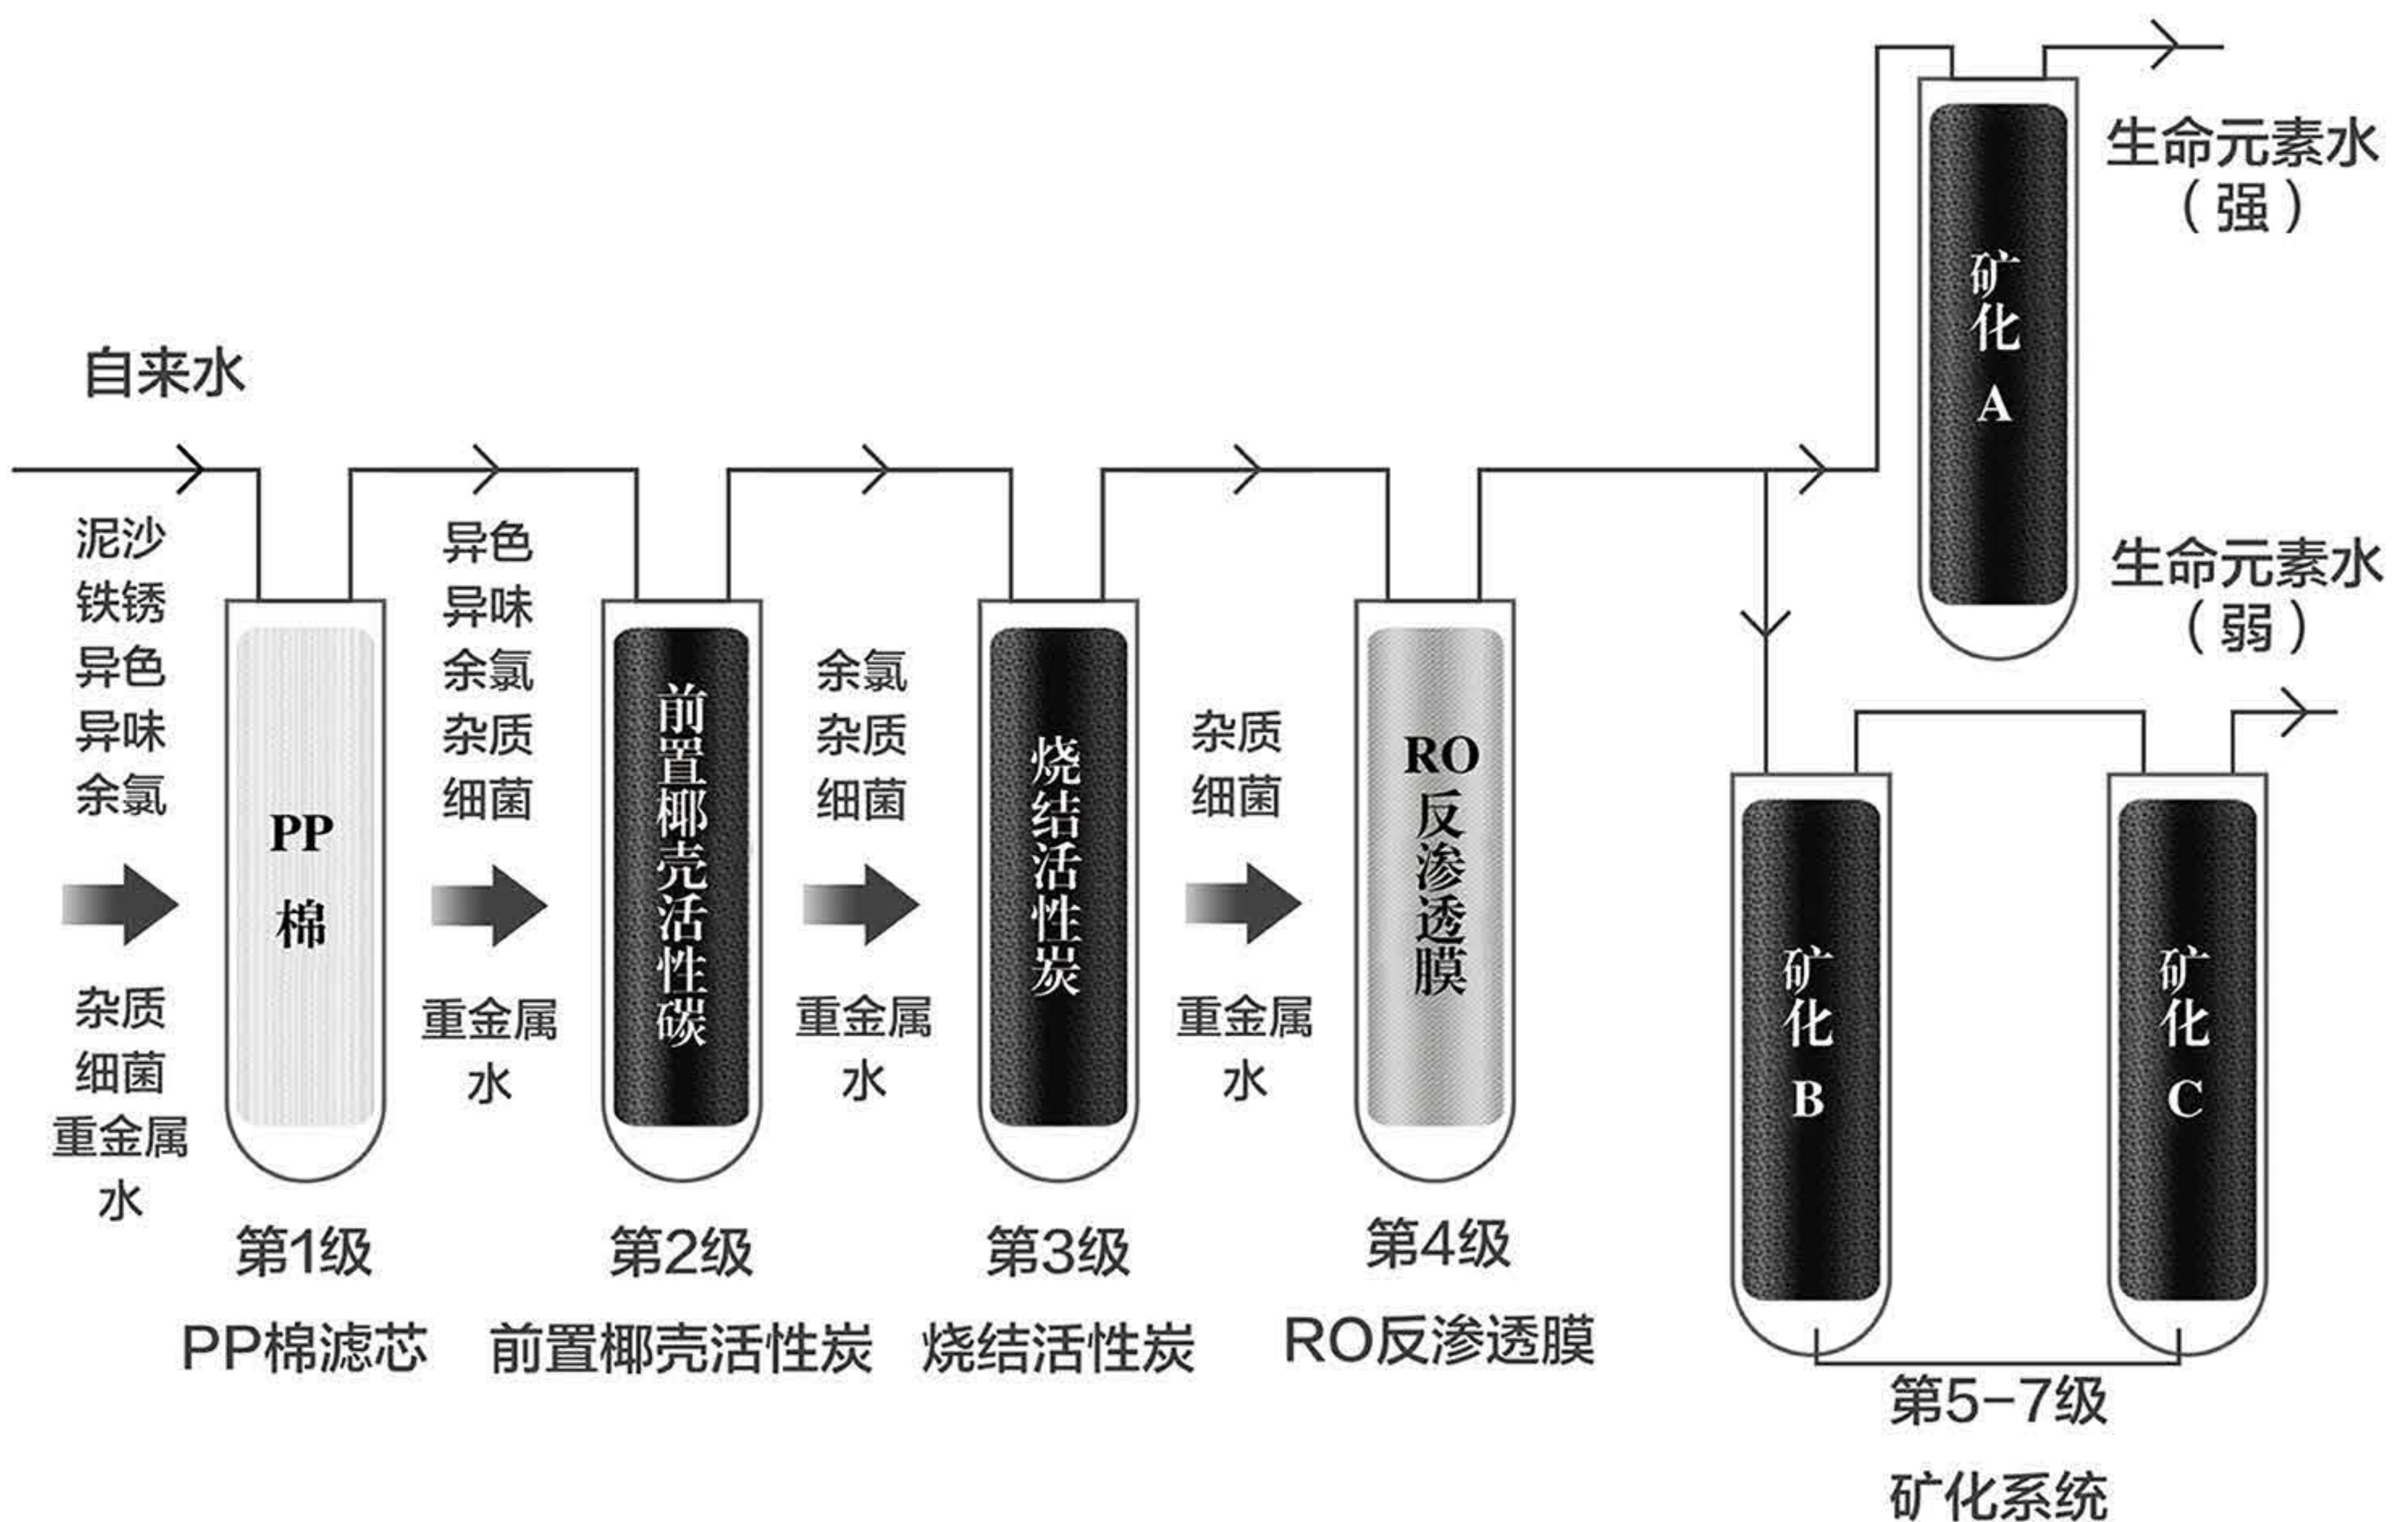 自来水
泥沙
铁锈
异色
异味
余氯
杂质
细菌
重金属
水
PP
棉
第1级
PP棉滤芯
异色
异味
余氯
杂质
细菌
重金属
水
前置椰壳活性碳
第2级
前置椰壳活性炭
余氯
杂质
细菌
重金属
水
烧结活性炭
第3级
烧结活性炭
杂质
细菌
重金属
水
RO
反渗透膜
第4级
RO反渗透膜
矿化
A
生命元素水
（强）
生命元素水
（弱）
矿化
B
矿化
C
第5-7级
矿化系统